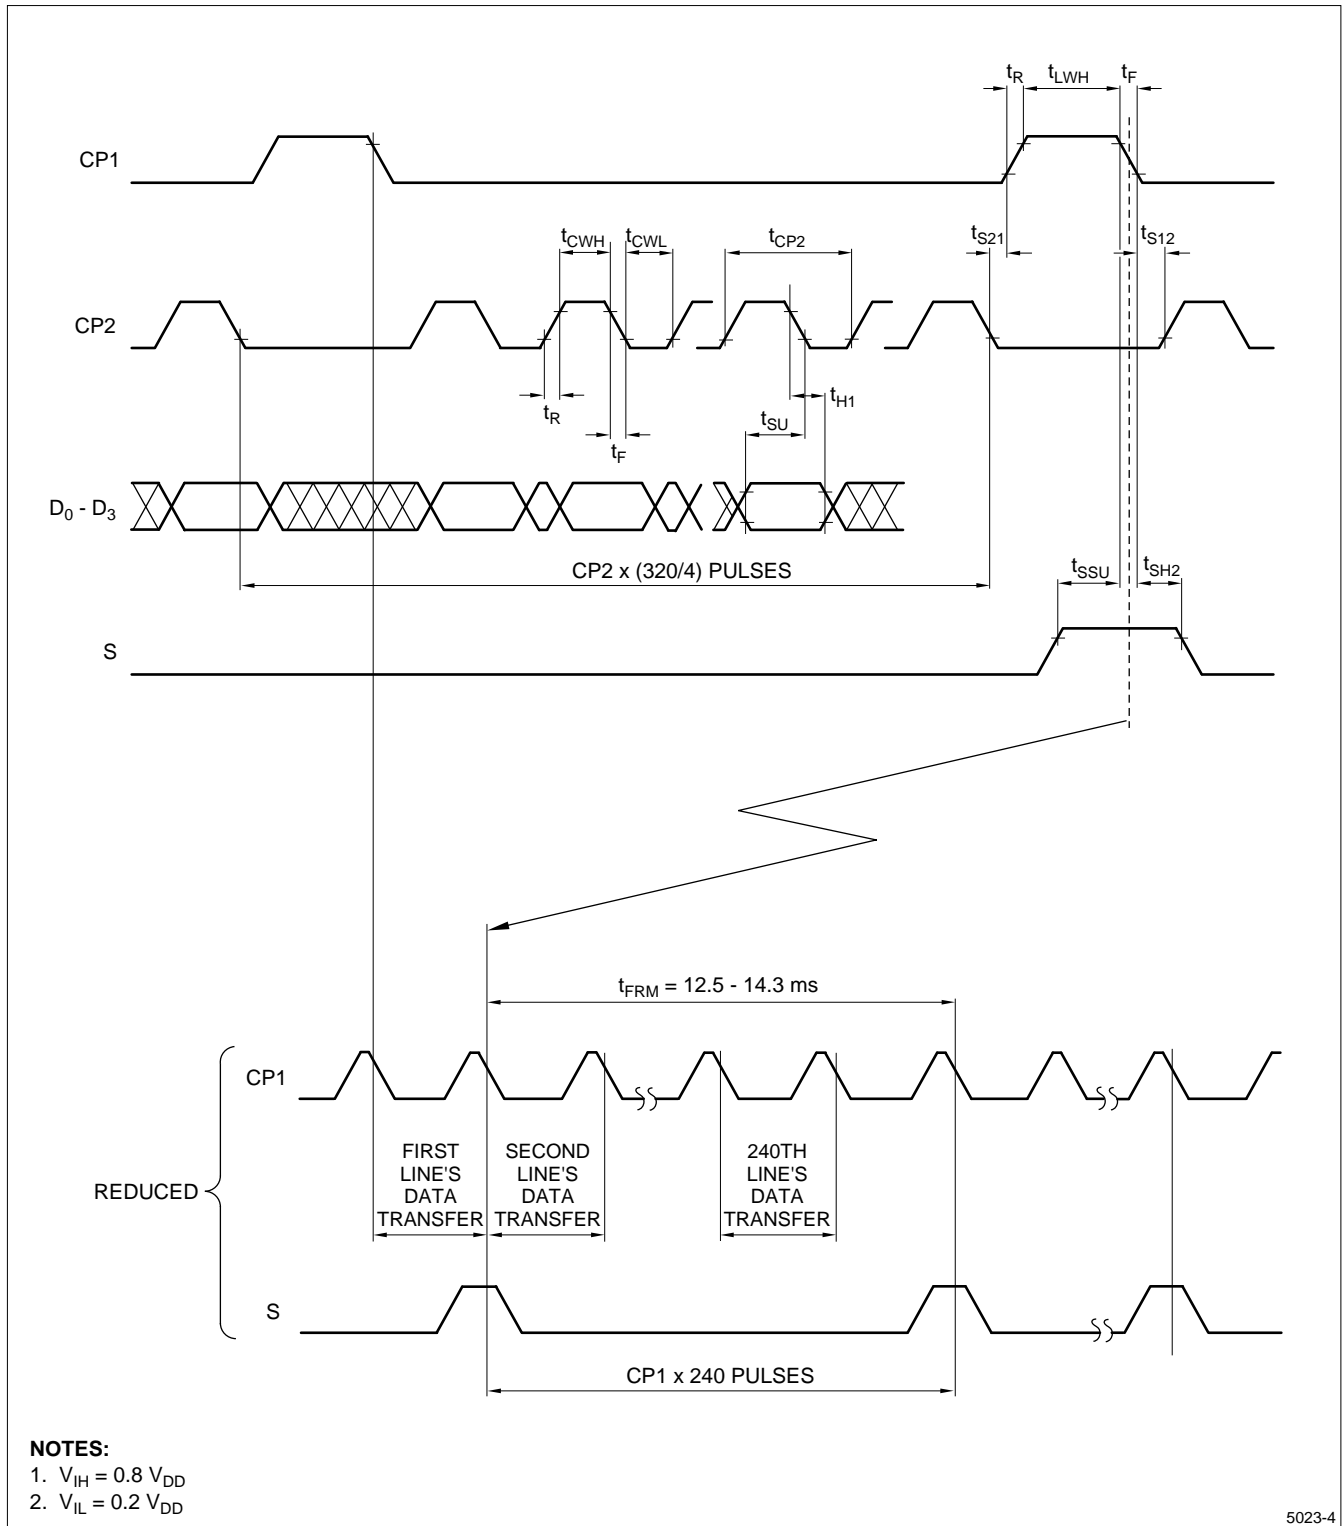 t_R t_LWH t_F
CP1
t_CWH t_CWL t_CP2 t_S21 t_S12
CP2
t_R t_F t_SU t_H1
D_0 - D_3
CP2 x (320/4) PULSES
t_SSU t_SH2
S
t_FRM = 12.5 - 14.3 ms
CP1
REDUCED
FIRST
LINE'S
DATA
TRANSFER
SECOND
LINE'S
DATA
TRANSFER
240TH
LINE'S
DATA
TRANSFER
S
CP1 x 240 PULSES
NOTES:
1. V_IH = 0.8 V_DD
2. V_IL = 0.2 V_DD
5023-4